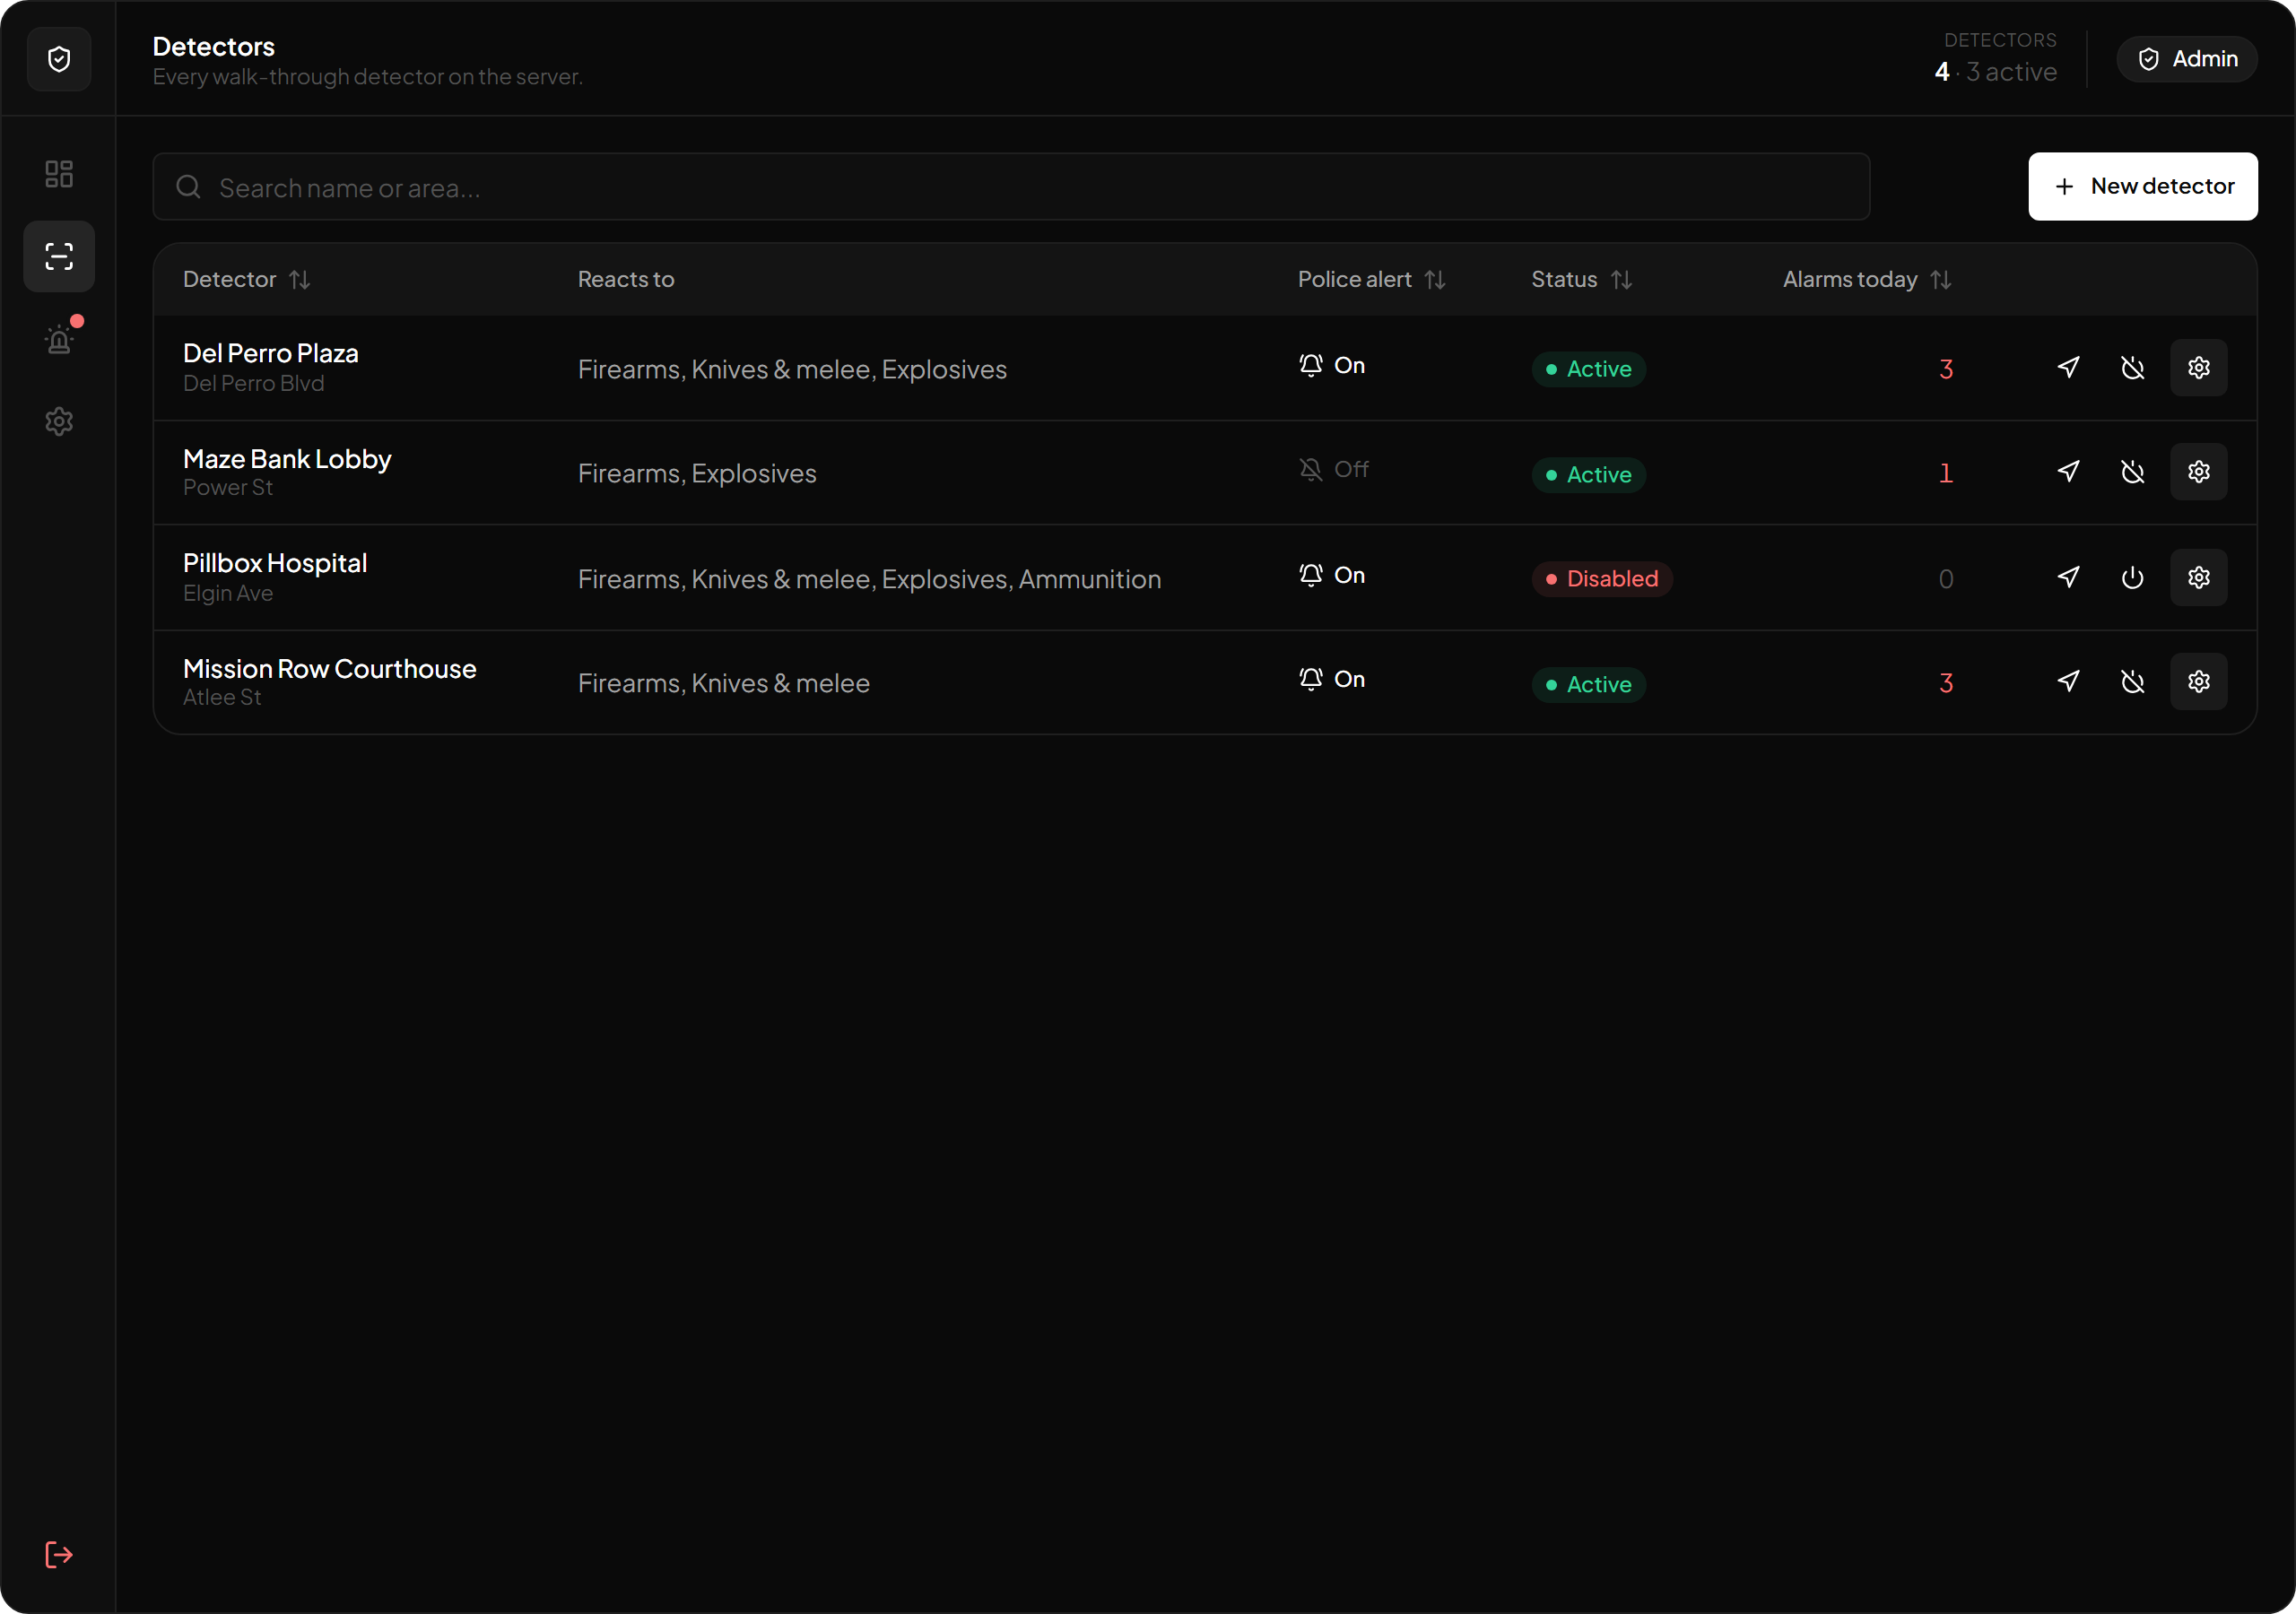 Detectors
Every walk-through detector on the server.
DETECTORS
4 · 3 active
Admin
Search name or area...
New detector
Detector Reacts to Police alert Status Alarms today
Del Perro Plaza
Del Perro Blvd
Firearms, Knives & melee, Explosives On Active 3
Maze Bank Lobby
Power St
Firearms, Explosives Off Active 1
Pillbox Hospital
Elgin Ave
Firearms, Knives & melee, Explosives, Ammunition On Disabled 0
Mission Row Courthouse
Atlee St
Firearms, Knives & melee On Active 3